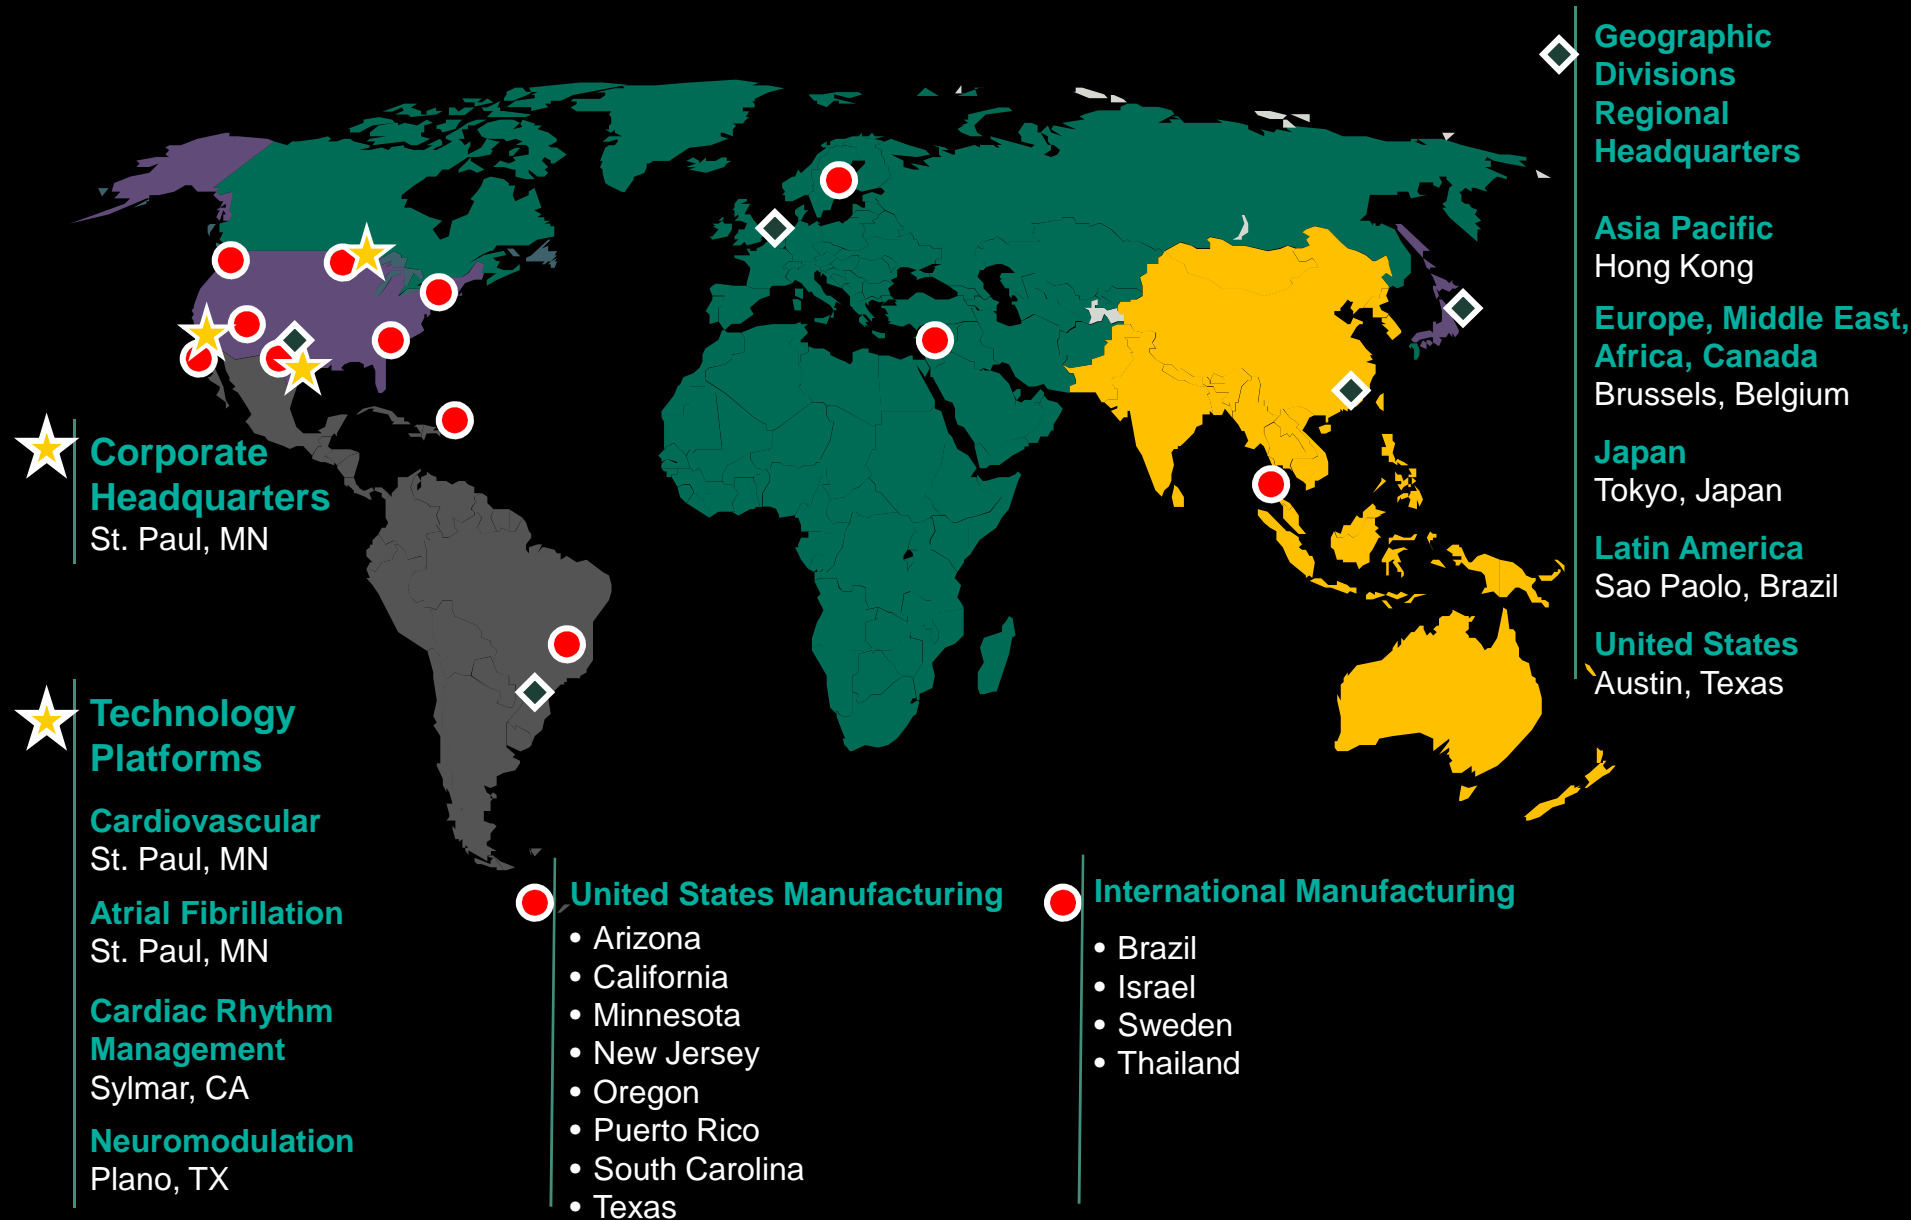 Geographic
Divisions
Regional
Headquarters
Asia Pacific
Hong Kong
Europe, Middle East,
Africa, Canada
Brussels, Belgium
Japan
Tokyo, Japan
Latin America
Sao Paolo, Brazil
United States
Austin, Texas
Corporate
Headquarters
St. Paul, MN
Technology
Platforms
Cardiovascular
St. Paul, MN
Atrial Fibrillation
St. Paul, MN
Cardiac Rhythm
Management
Sylmar, CA
Neuromodulation
Plano, TX
United States Manufacturing
• Arizona
• California
• Minnesota
• New Jersey
• Oregon
• Puerto Rico
• South Carolina
• Texas
International Manufacturing
• Brazil
• Israel
• Sweden
• Thailand